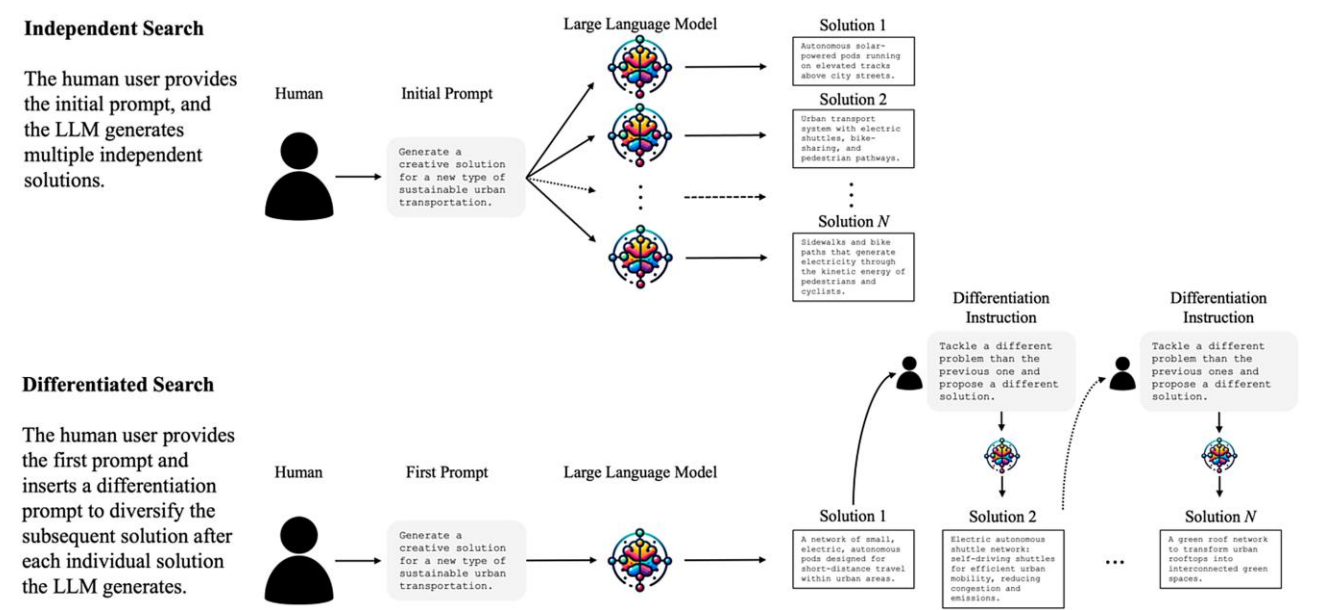 Independent Search
The human user provides
the initial prompt, and
the LLM generates
multiple independent
solutions.
Human
Initial Prompt
Generate a
creative solution
for a new type of
sustainable urban
transportation.
Large Language Model
Solution 1
Autonomous solar-
powered pods running
on elevated tracks
above city streets.
Solution 2
Urban transport
system with electric
shuttles, bike-
sharing, and
pedestrian pathways.
Solution N
Sidewalks and bike
paths that generate
electricity through
the kinetic energy of
pedestrians and
cyclists.
Differentiated Search
The human user provides
the first prompt and
inserts a differentiation
prompt to diversify the
subsequent solution after
each individual solution
the LLM generates.
Human
First Prompt
Generate a
creative solution
for a new type of
sustainable urban
transportation.
Large Language Model
Solution 1
A network of small,
electric, autonomous
pods designed for
short-distance travel
within urban areas.
Differentiation
Instruction
Tackle a different
problem than the
previous one and
propose a different
solution.
Solution 2
Electric autonomous
shuttle network:
self-driving shuttles
for efficient urban
mobility, reducing
congestion and
emissions.
...
Differentiation
Instruction
Tackle a different
problem than the
previous ones and
propose a different
solution.
Solution N
A green roof network
to transform urban
rooftops into
interconnected green
spaces.